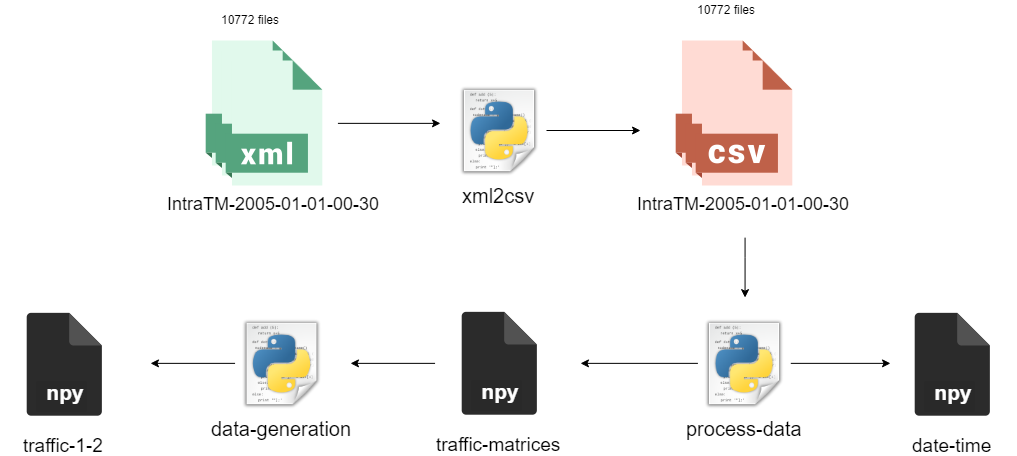 10772 files
10772 files
xml
csv
IntraTM-2005-01-01-00-30
xml2csv
IntraTM-2005-01-01-00-30
npy
npy
npy
traffic-1-2
data-generation
traffic-matrices
process-data
date-time